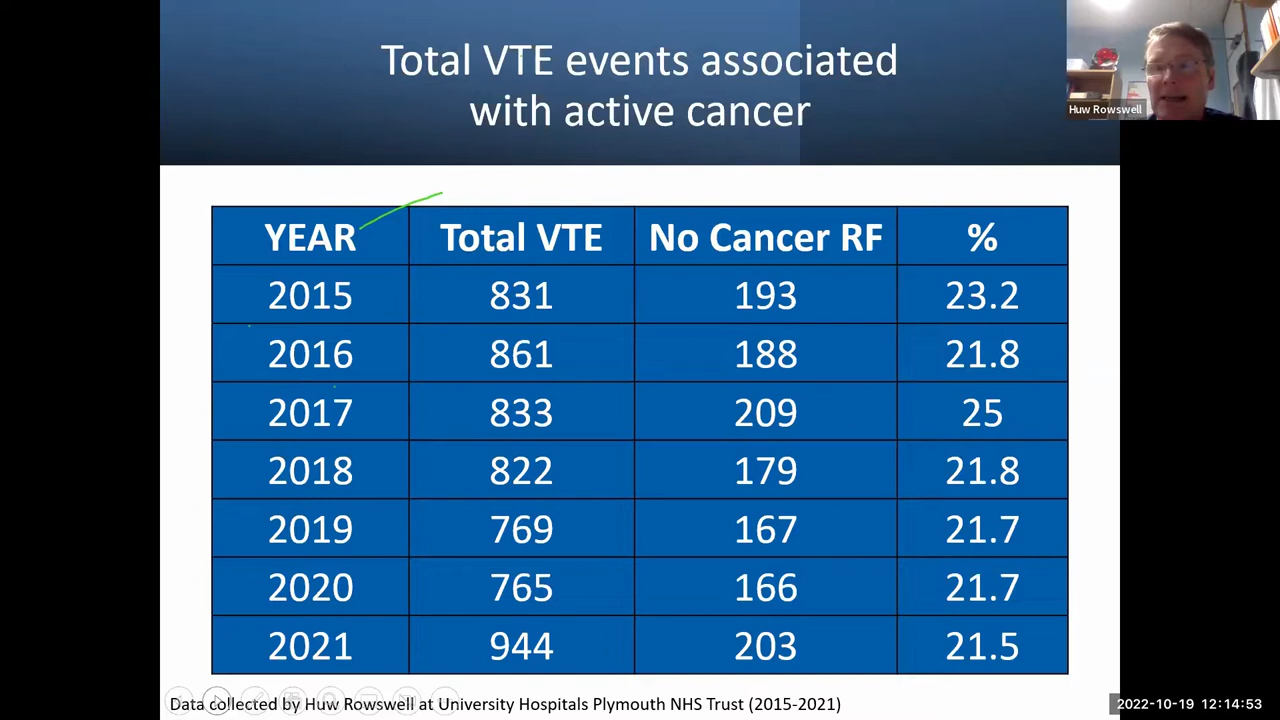 Total VTE events associated
with active cancer
Huw Rowswell
YEAR Total VTE No Cancer RF %
2015 831 193 23.2
2016 861 188 21.8
2017 833 209 25
2018 822 179 21.8
2019 769 167 21.7
2020 765 166 21.7
2021 944 203 21.5
Data collected by Huw Rowswell at University Hospitals Plymouth NHS Trust (2015-2021)
2022-10-19 12:14:53